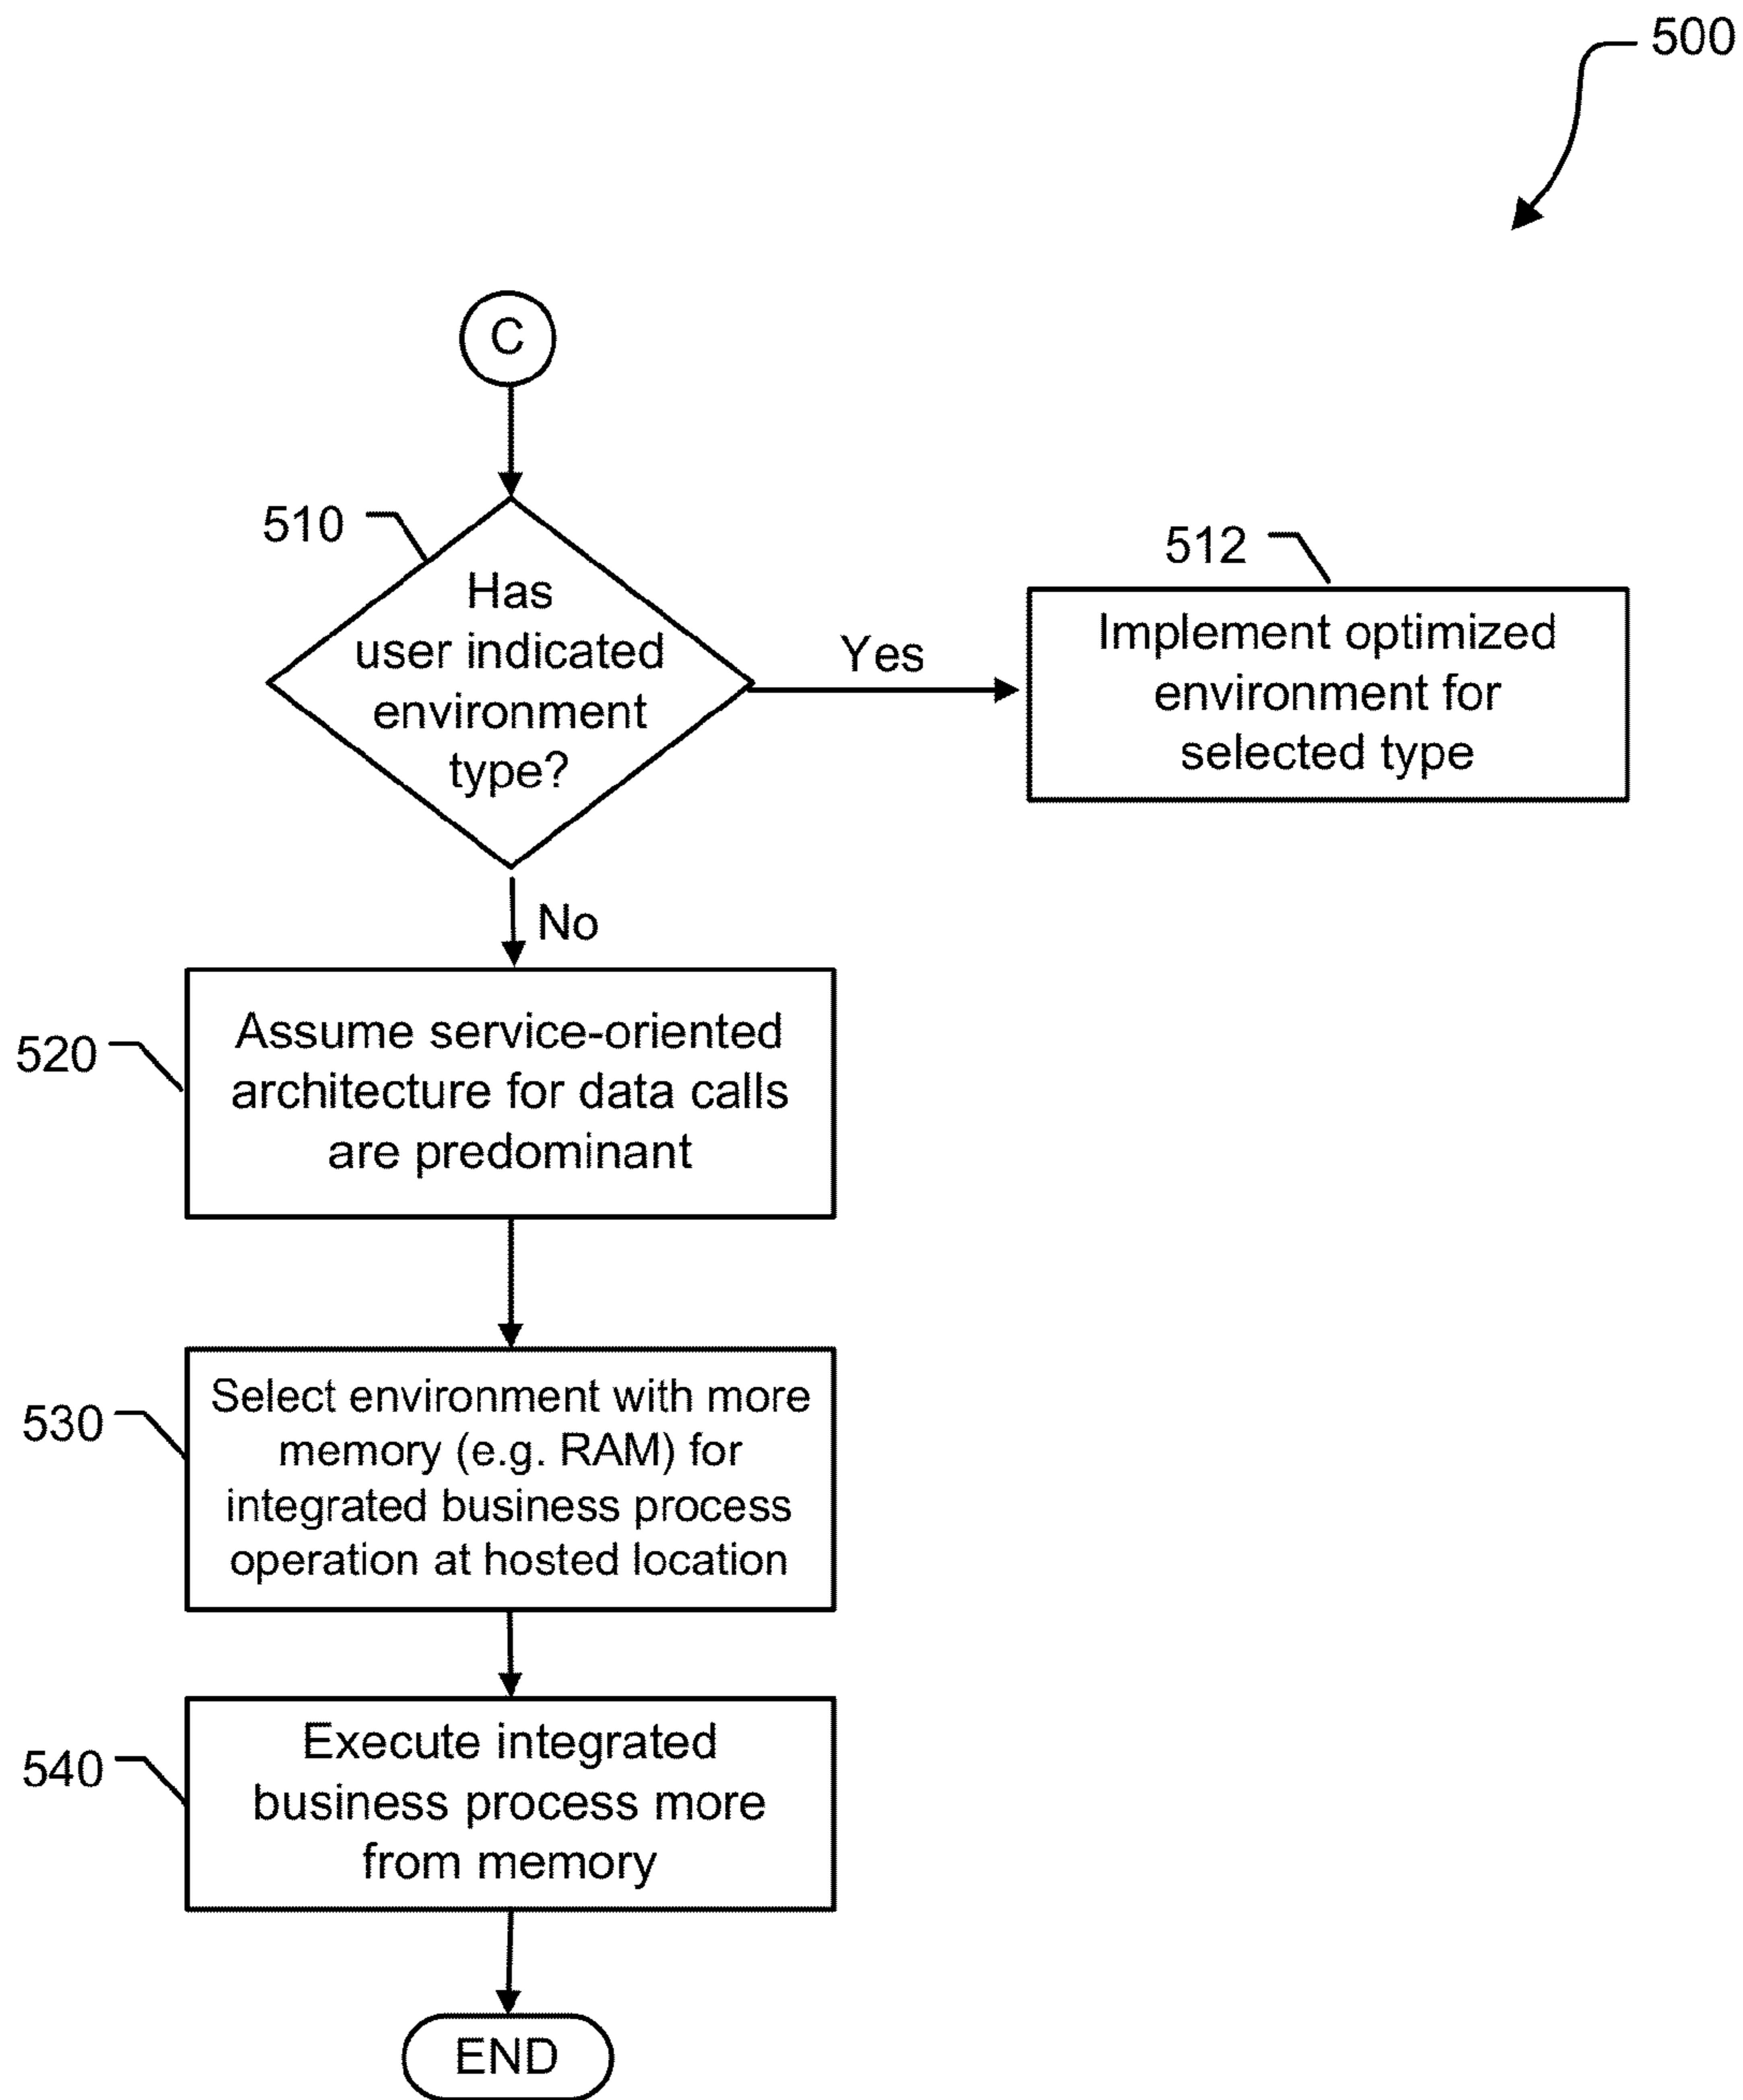 500
C
510
Has
user indicated
environment
type?
Yes
512
Implement optimized
environment for
selected type
No
520
Assume service-oriented
architecture for data calls
are predominant
530
Select environment with more
memory (e.g. RAM) for
integrated business process
operation at hosted location
540
Execute integrated
business process more
from memory
END